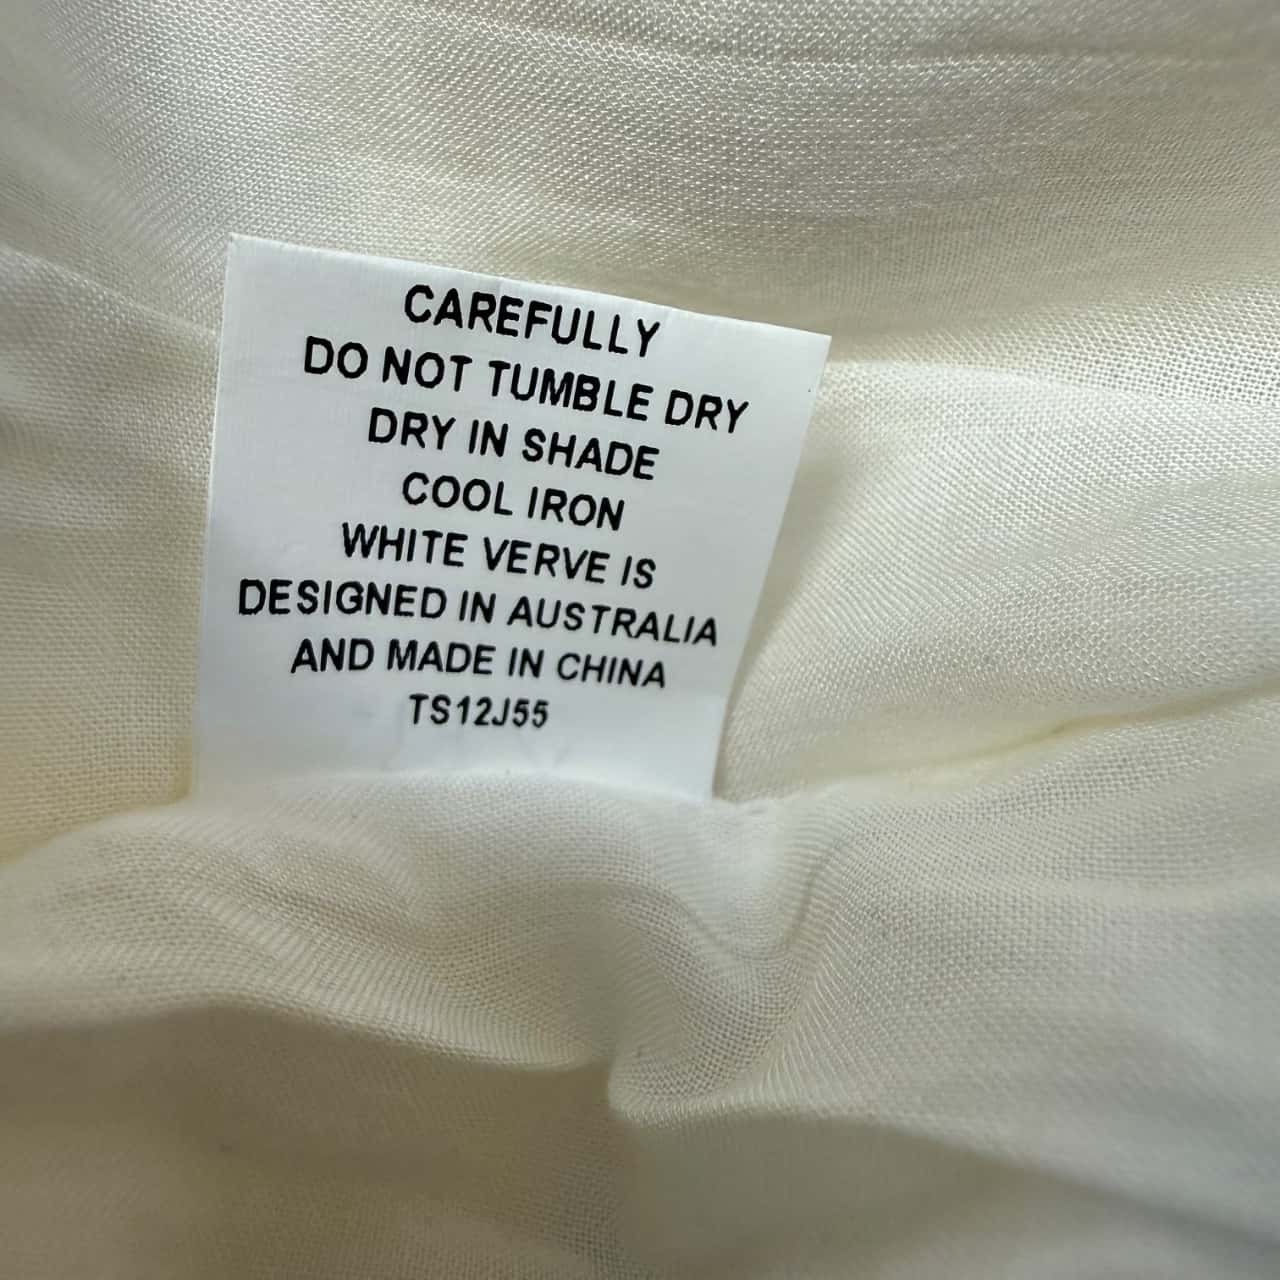 CAREFULLY
DO NOT TUMBLE DRY
DRY IN SHADE
COOL IRON
WHITE VERVE IS
DESIGNED IN AUSTRALIA
AND MADE IN CHINA
TS12J55